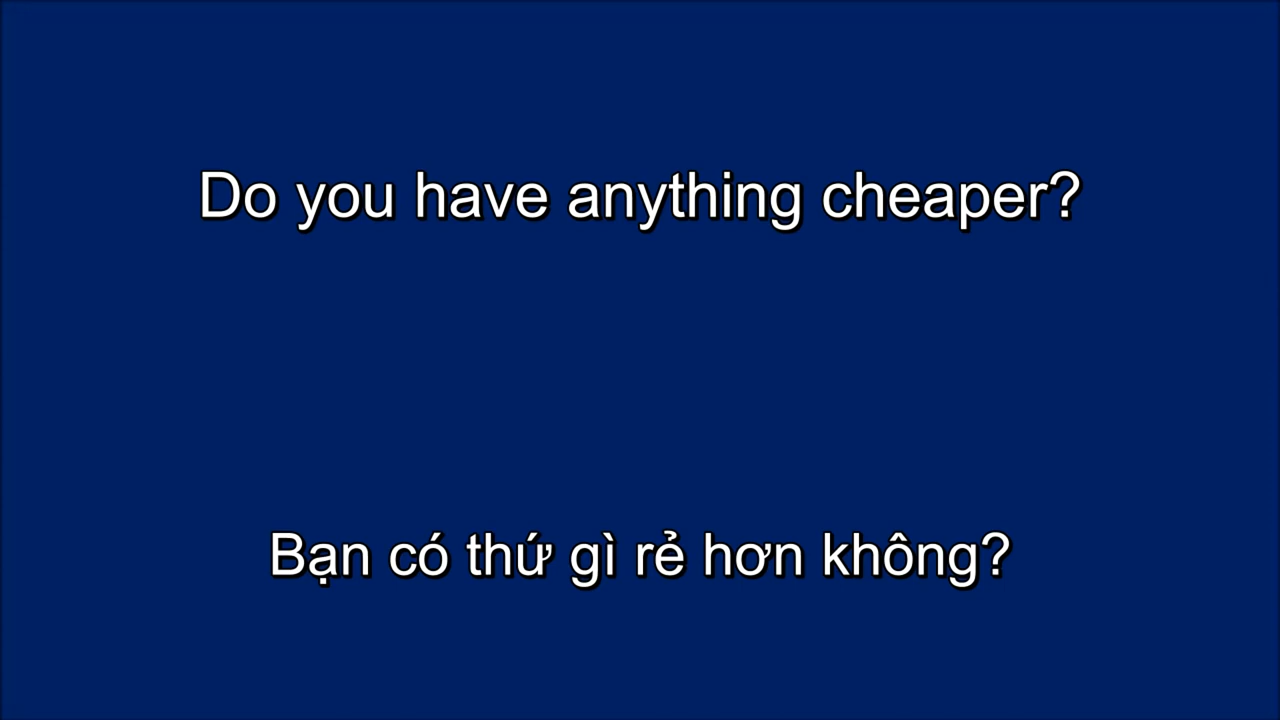 Do you have anything cheaper?
Bạn có thứ gì rẻ hơn không?